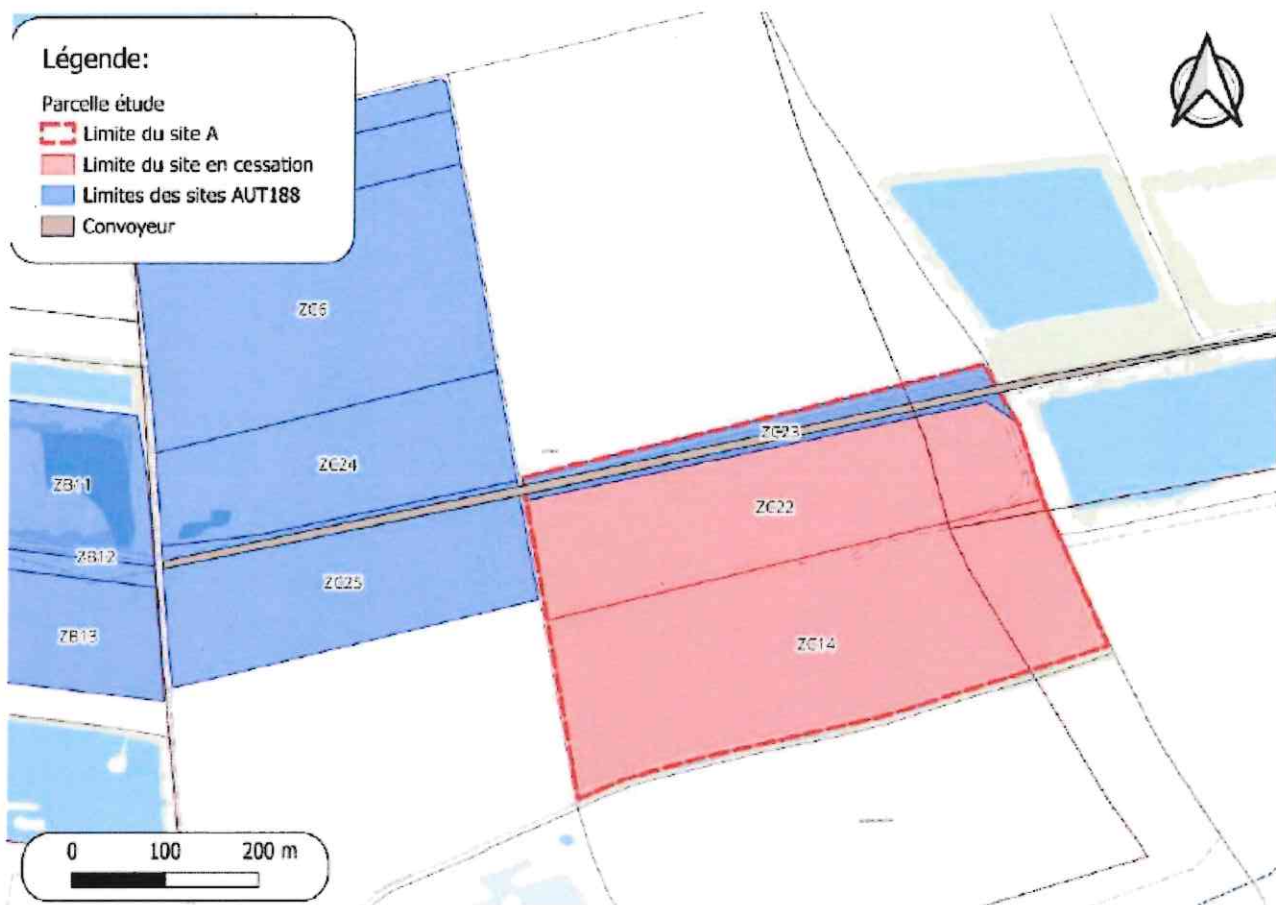 Légende:
Parcelle étude
Limite du site A
Limite du site en cessation
Limites des sites AUT188
Convoyeur
ZC6
ZC24
ZC23
ZB11
ZC22
ZB12
ZC25
ZB13
ZC14
0 100 200 m